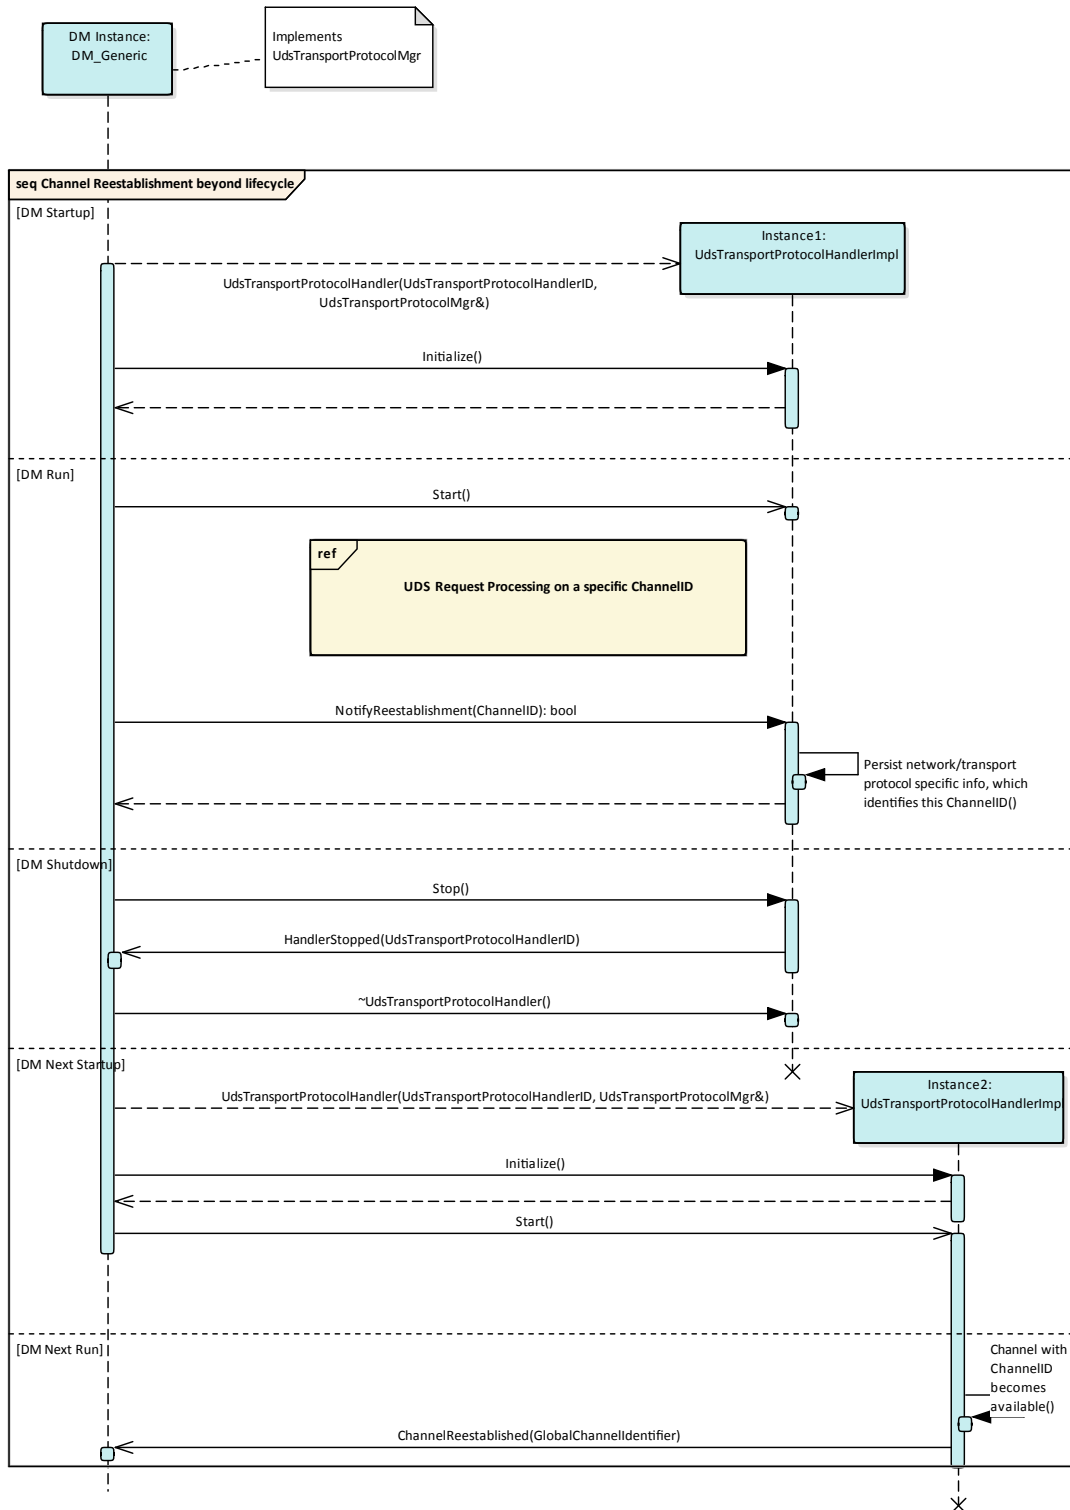 DM Instance:
DM_Generic
Implements
UdsTransportProtocolMgr
seq Channel Reestablishment beyond lifecycle
[DM Startup]
Instance1:
UdsTransportProtocolHandlerImpl
UdsTransportProtocolHandler(UdsTransportProtocolHandlerID,
UdsTransportProtocolMgr&)
Initialize()
[DM Run]
Start()
ref
UDS Request Processing on a specific ChannelID
NotifyReestablishment(ChannelID): bool
Persist network/transport
protocol specific info, which
identifies this ChannelID()
[DM Shutdown]
Stop()
HandlerStopped(UdsTransportProtocolHandlerID)
~UdsTransportProtocolHandler()
[DM Next Startup]
Instance2:
UdsTransportProtocolHandlerImpl
UdsTransportProtocolHandler(UdsTransportProtocolHandlerID, UdsTransportProtocolMgr&)
Initialize()
Start()
[DM Next Run]
Channel with
ChannelID
becomes
available()
ChannelReestablished(GlobalChannelIdentifier)